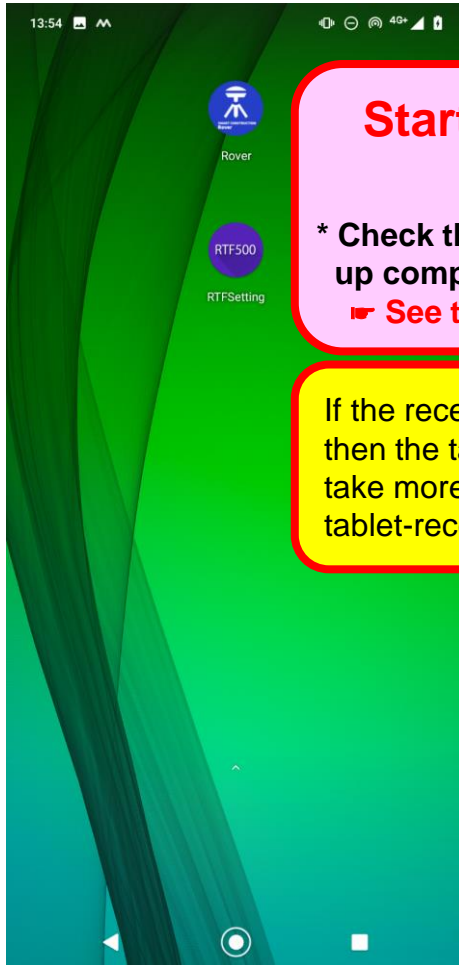 13:54
4G+
Rover
RTF500
RTFSetting
Start
* Check th
up comp
☛ See t
If the rece
then the ta
take more
tablet-rec